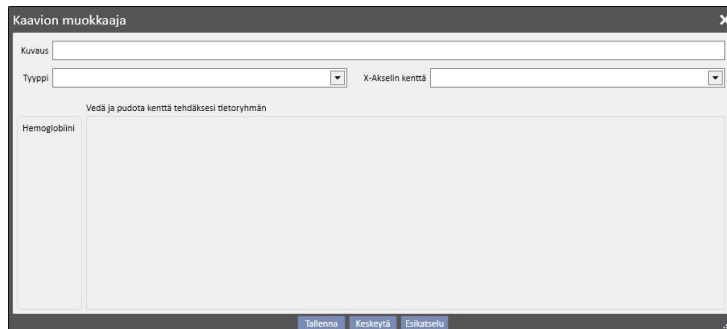 Kaavion muokkaaja
Kuvaus
Tyyppi X-Akselin kenttä
Vedä ja pudota kenttä tehdäksesi tietoryhmän
Hemoglobiini
Tallenna Keskeytä Esikatselu